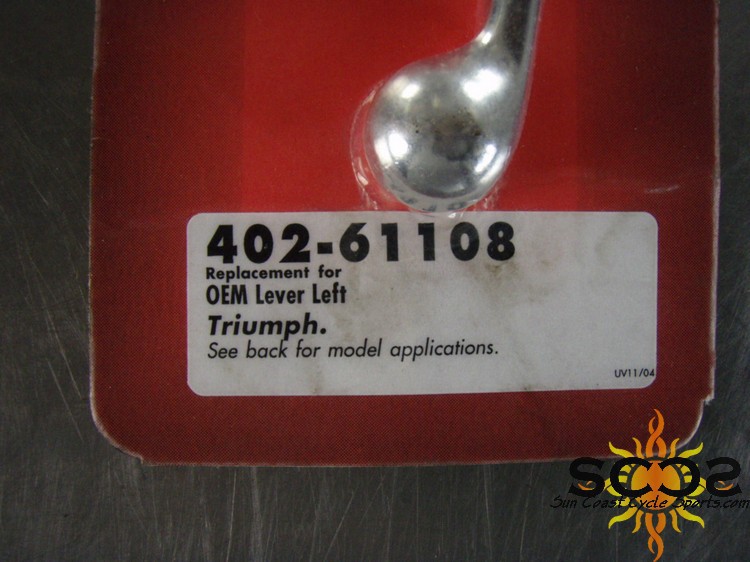 402-61108
Replacement for
OEM Lever Left
Triumph.
See back for model applications.
UV11/04
SCCS
Sun Coast Cycle Sports.com